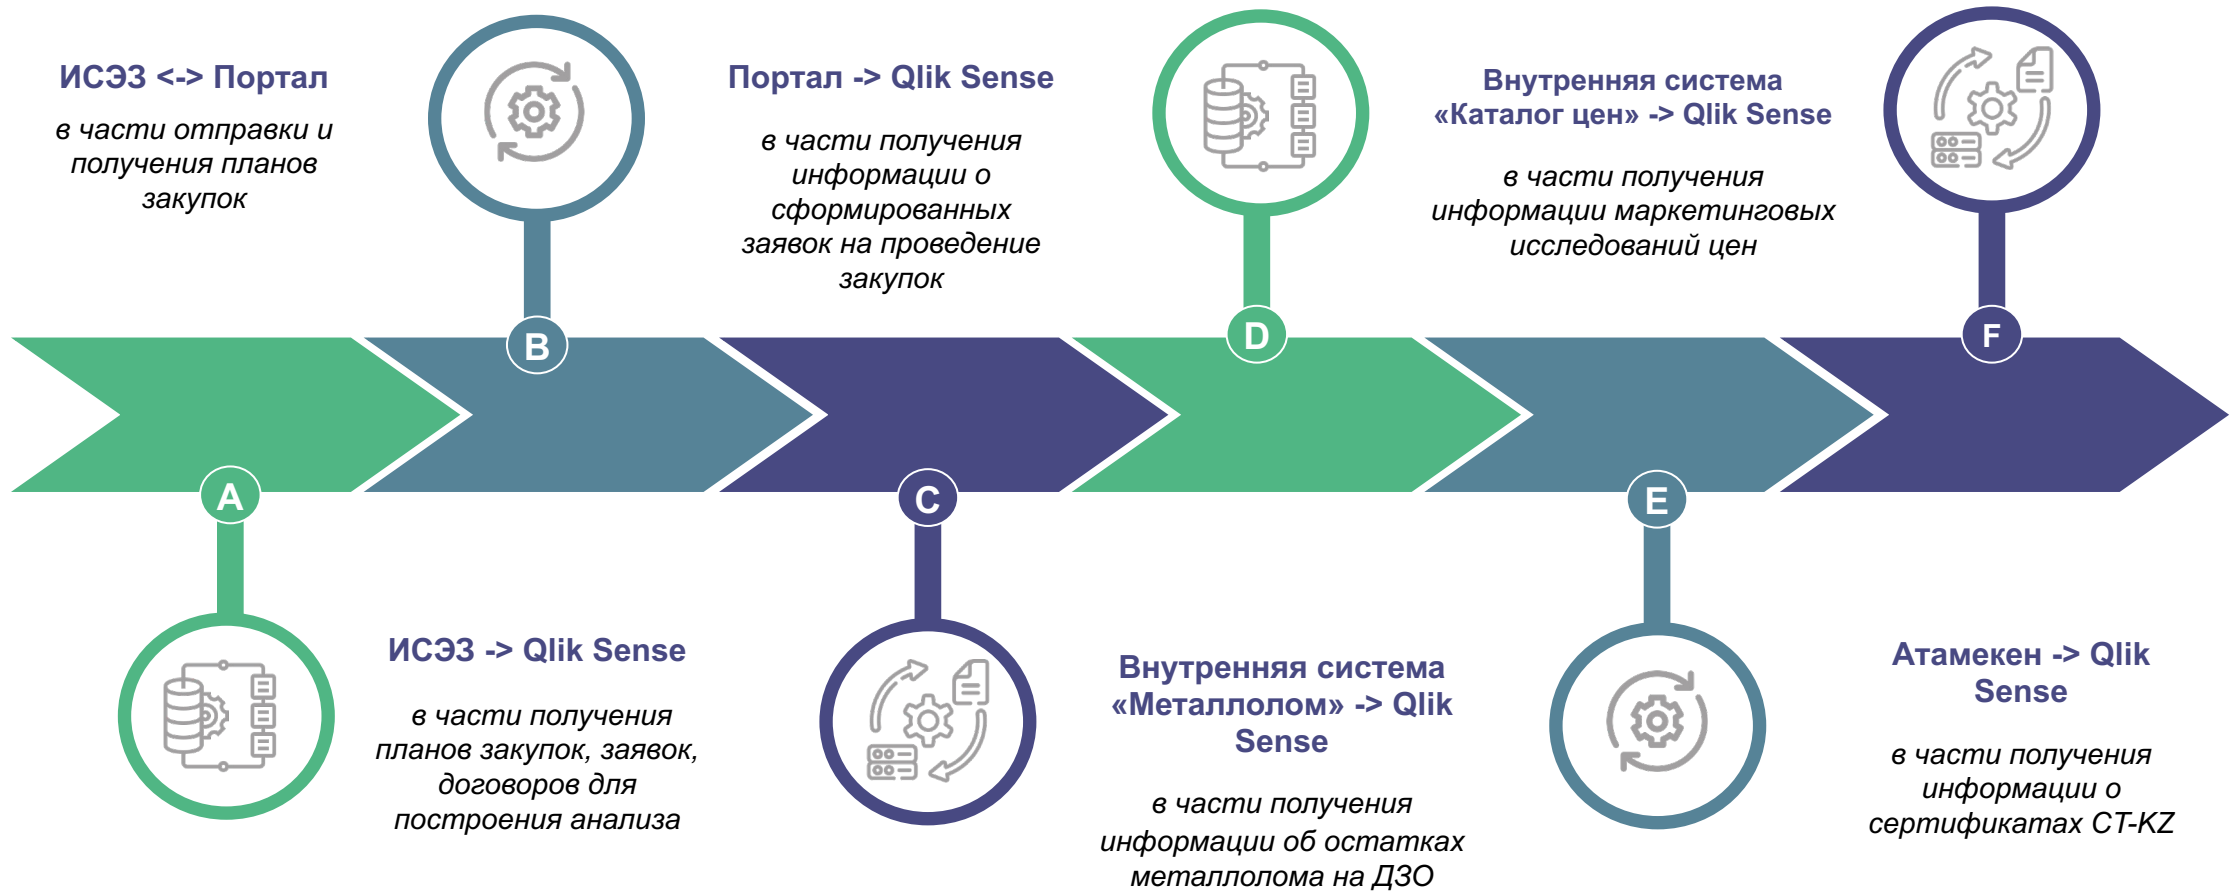 ИСЭЗ <-> Портал
в части отправки и
получения планов
закупок
A
B
ИСЭЗ -> Qlik Sense
в части получения
планов закупок, заявок,
договоров для
построения анализа
Портал -> Qlik Sense
в части получения
информации о
сформированных
заявок на проведение
закупок
C
D
Внутренняя система
«Металлолом» -> Qlik
Sense
в части получения
информации об остатках
металлолома на ДЗО
Внутренняя система
«Каталог цен» -> Qlik Sense
в части получения
информации маркетинговых
исследований цен
E
F
Атамекен -> Qlik
Sense
в части получения
информации о
сертификатах CT-KZ